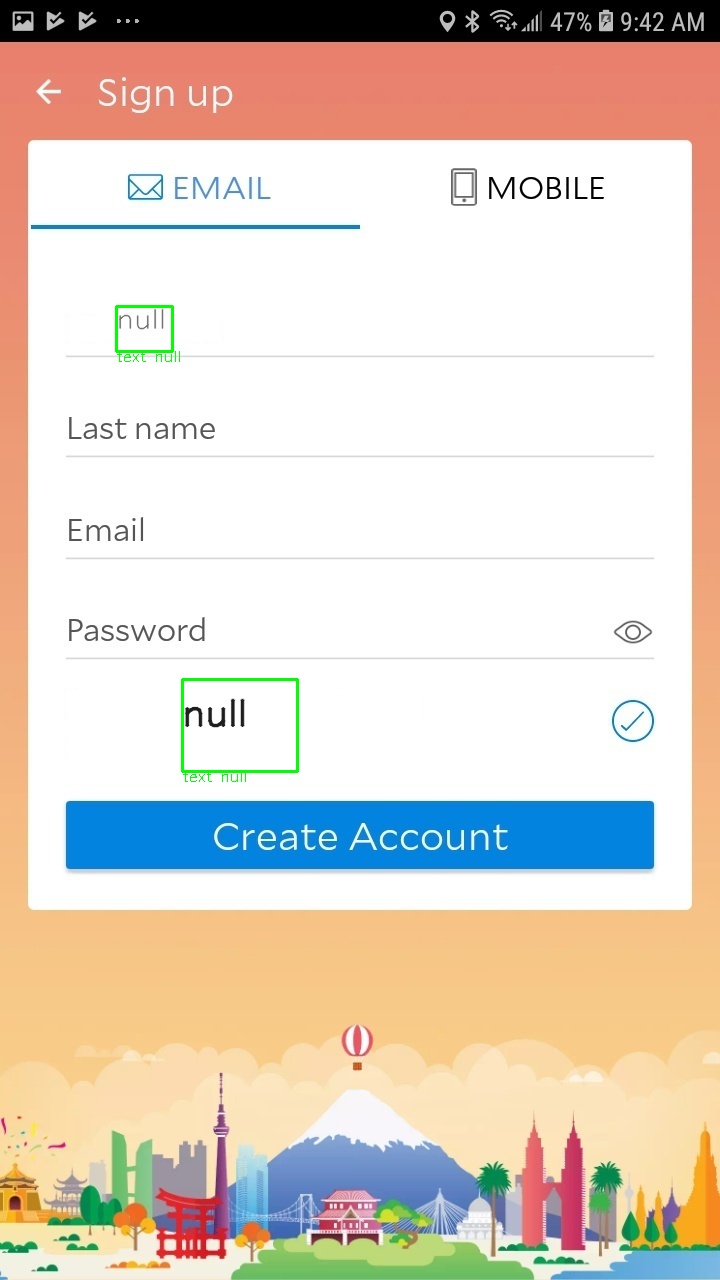 47% 9:42 AM
Sign up
EMAIL MOBILE
null
text null
Last name
Email
Password
null
text null
Create Account